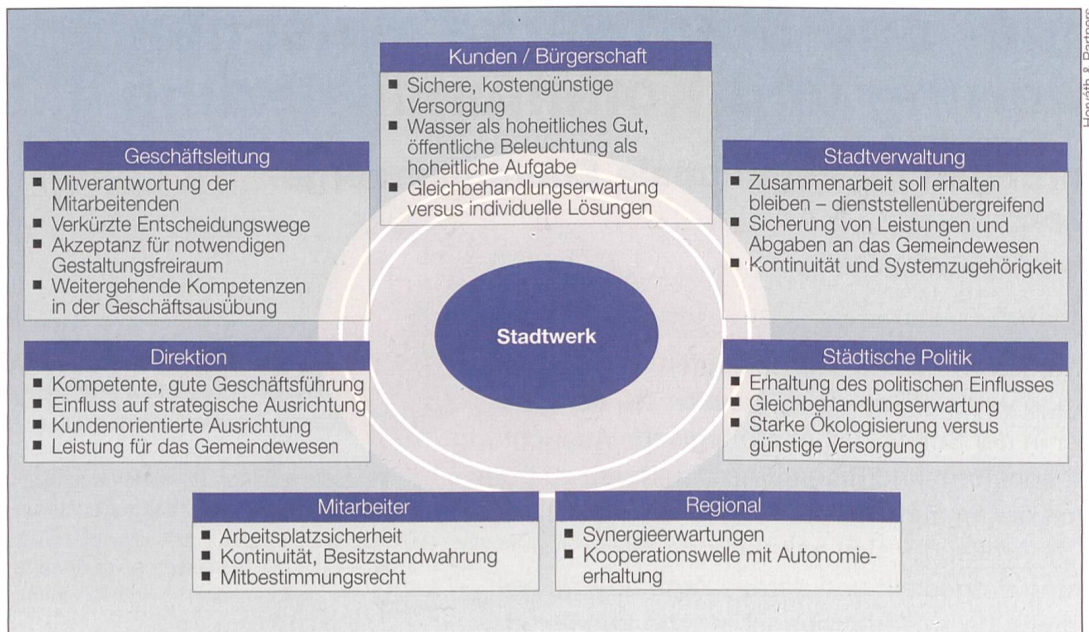 Horváth & Partners
Kunden / Bürgerschaft
■ Sichere, kostengünstige
Versorgung
■ Wasser als hoheitliches Gut,
öffentliche Beleuchtung als
hoheitliche Aufgabe
■ Gleichbehandlungserwartung
versus individuelle Lösungen
Geschäftsleitung
■ Mitverantwortung der
Mitarbeitenden
■ Verkürzte Entscheidungswege
■ Akzeptanz für notwendigen
Gestaltungsfreiraum
■ Weitergehende Kompetenzen
in der Geschäftsausübung
Stadtverwaltung
■ Zusammenarbeit soll erhalten
bleiben – dienststellenübergreifend
■ Sicherung von Leistungen und
Abgaben an das Gemeindewesen
■ Kontinuität und Systemzugehörigkeit
Stadtwerk
Direktion
■ Kompetente, gute Geschäftsführung
■ Einfluss auf strategische Ausrichtung
■ Kundenorientierte Ausrichtung
■ Leistung für das Gemeindewesen
Städtische Politik
■ Erhaltung des politischen Einflusses
■ Gleichbehandlungserwartung
■ Starke Ökologisierung versus
günstige Versorgung
Mitarbeiter
■ Arbeitsplatzsicherheit
■ Kontinuität, Besitzstandwahrung
■ Mitbestimmungsrecht
Regional
■ Synergieerwartungen
■ Kooperationswelle mit Autonomie-
erhaltung